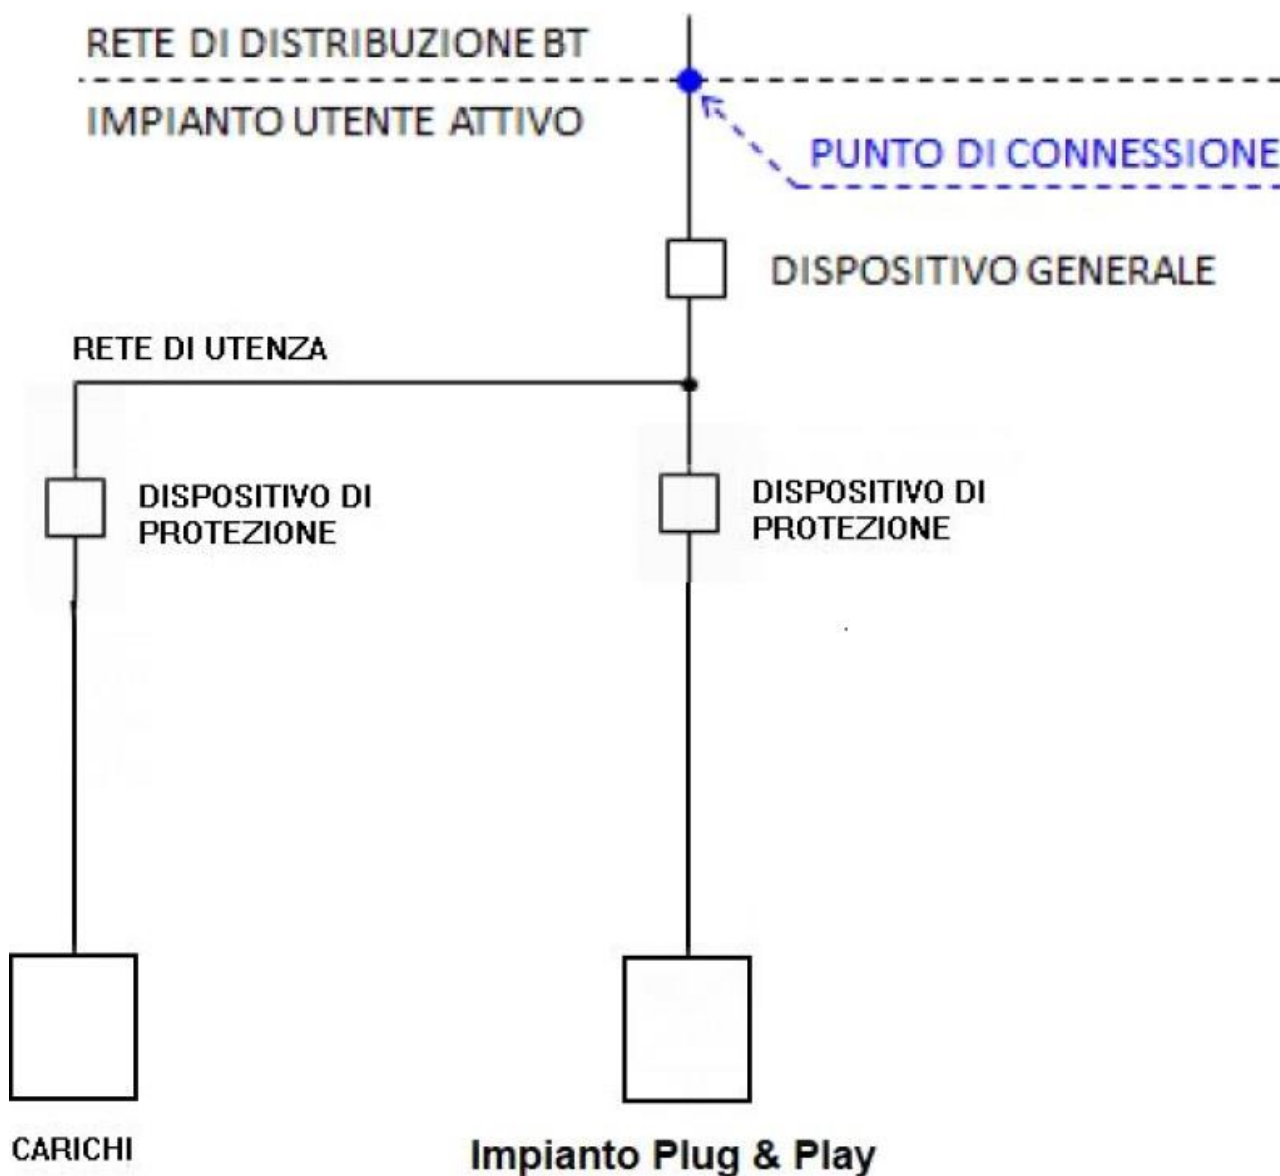 RETE DI DISTRIBUZIONE BT
IMPIANTO UTENTE ATTIVO
PUNTO DI CONNESSIONE
DISPOSITIVO GENERALE
RETE DI UTENZA
DISPOSITIVO DI
PROTEZIONE
DISPOSITIVO DI
PROTEZIONE
CARICHI
Impianto Plug & Play